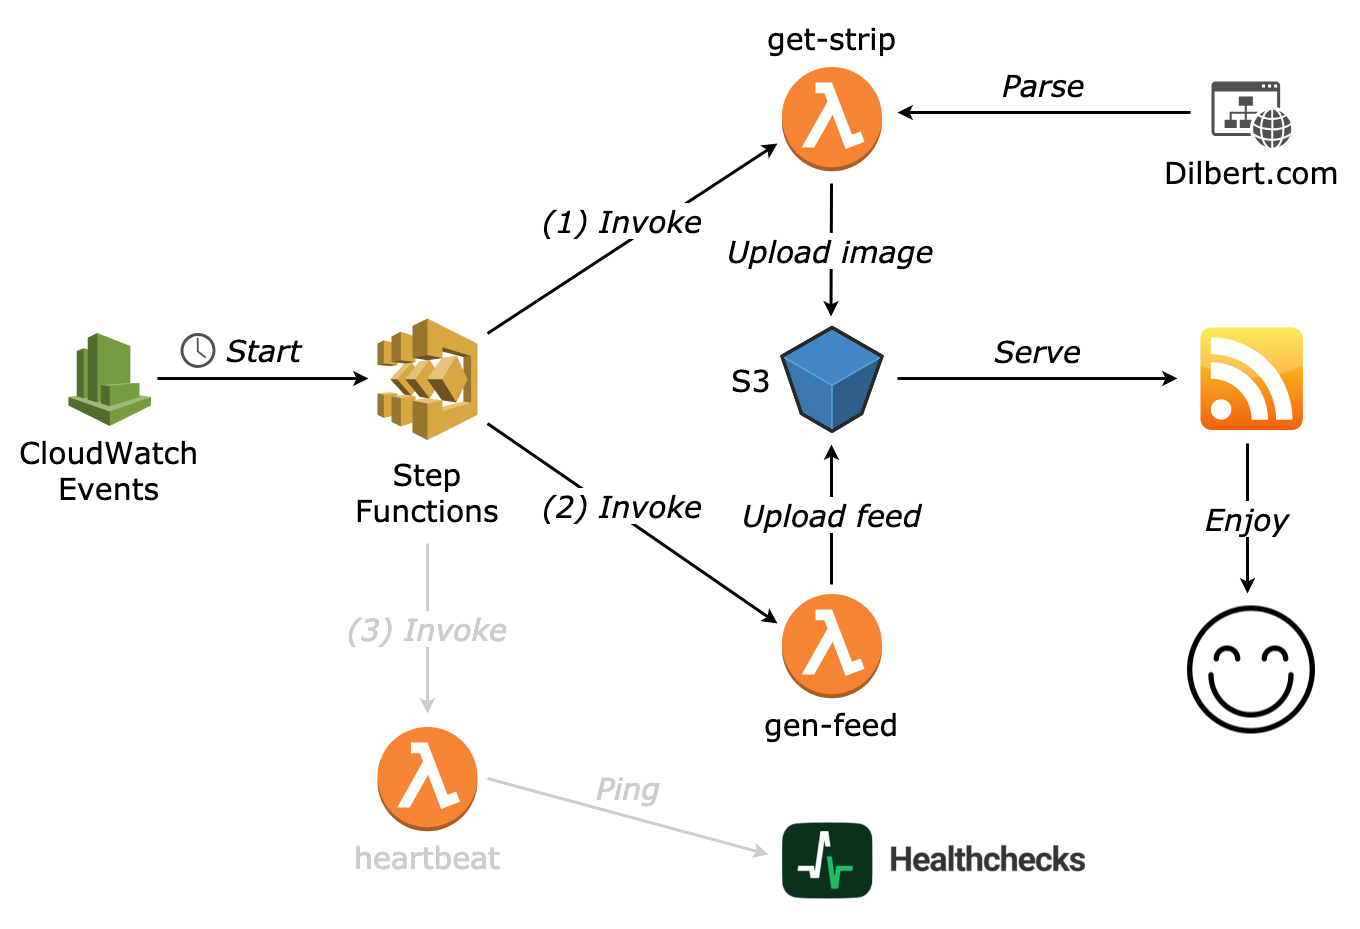 get-strip
Parse
Dilbert.com
(1) Invoke
Upload image
Start
S3
Serve
CloudWatch
Events
Step
Functions
(2) Invoke
Upload feed
Enjoy
(3) Invoke
gen-feed
heartbeat
Ping
Healthchecks